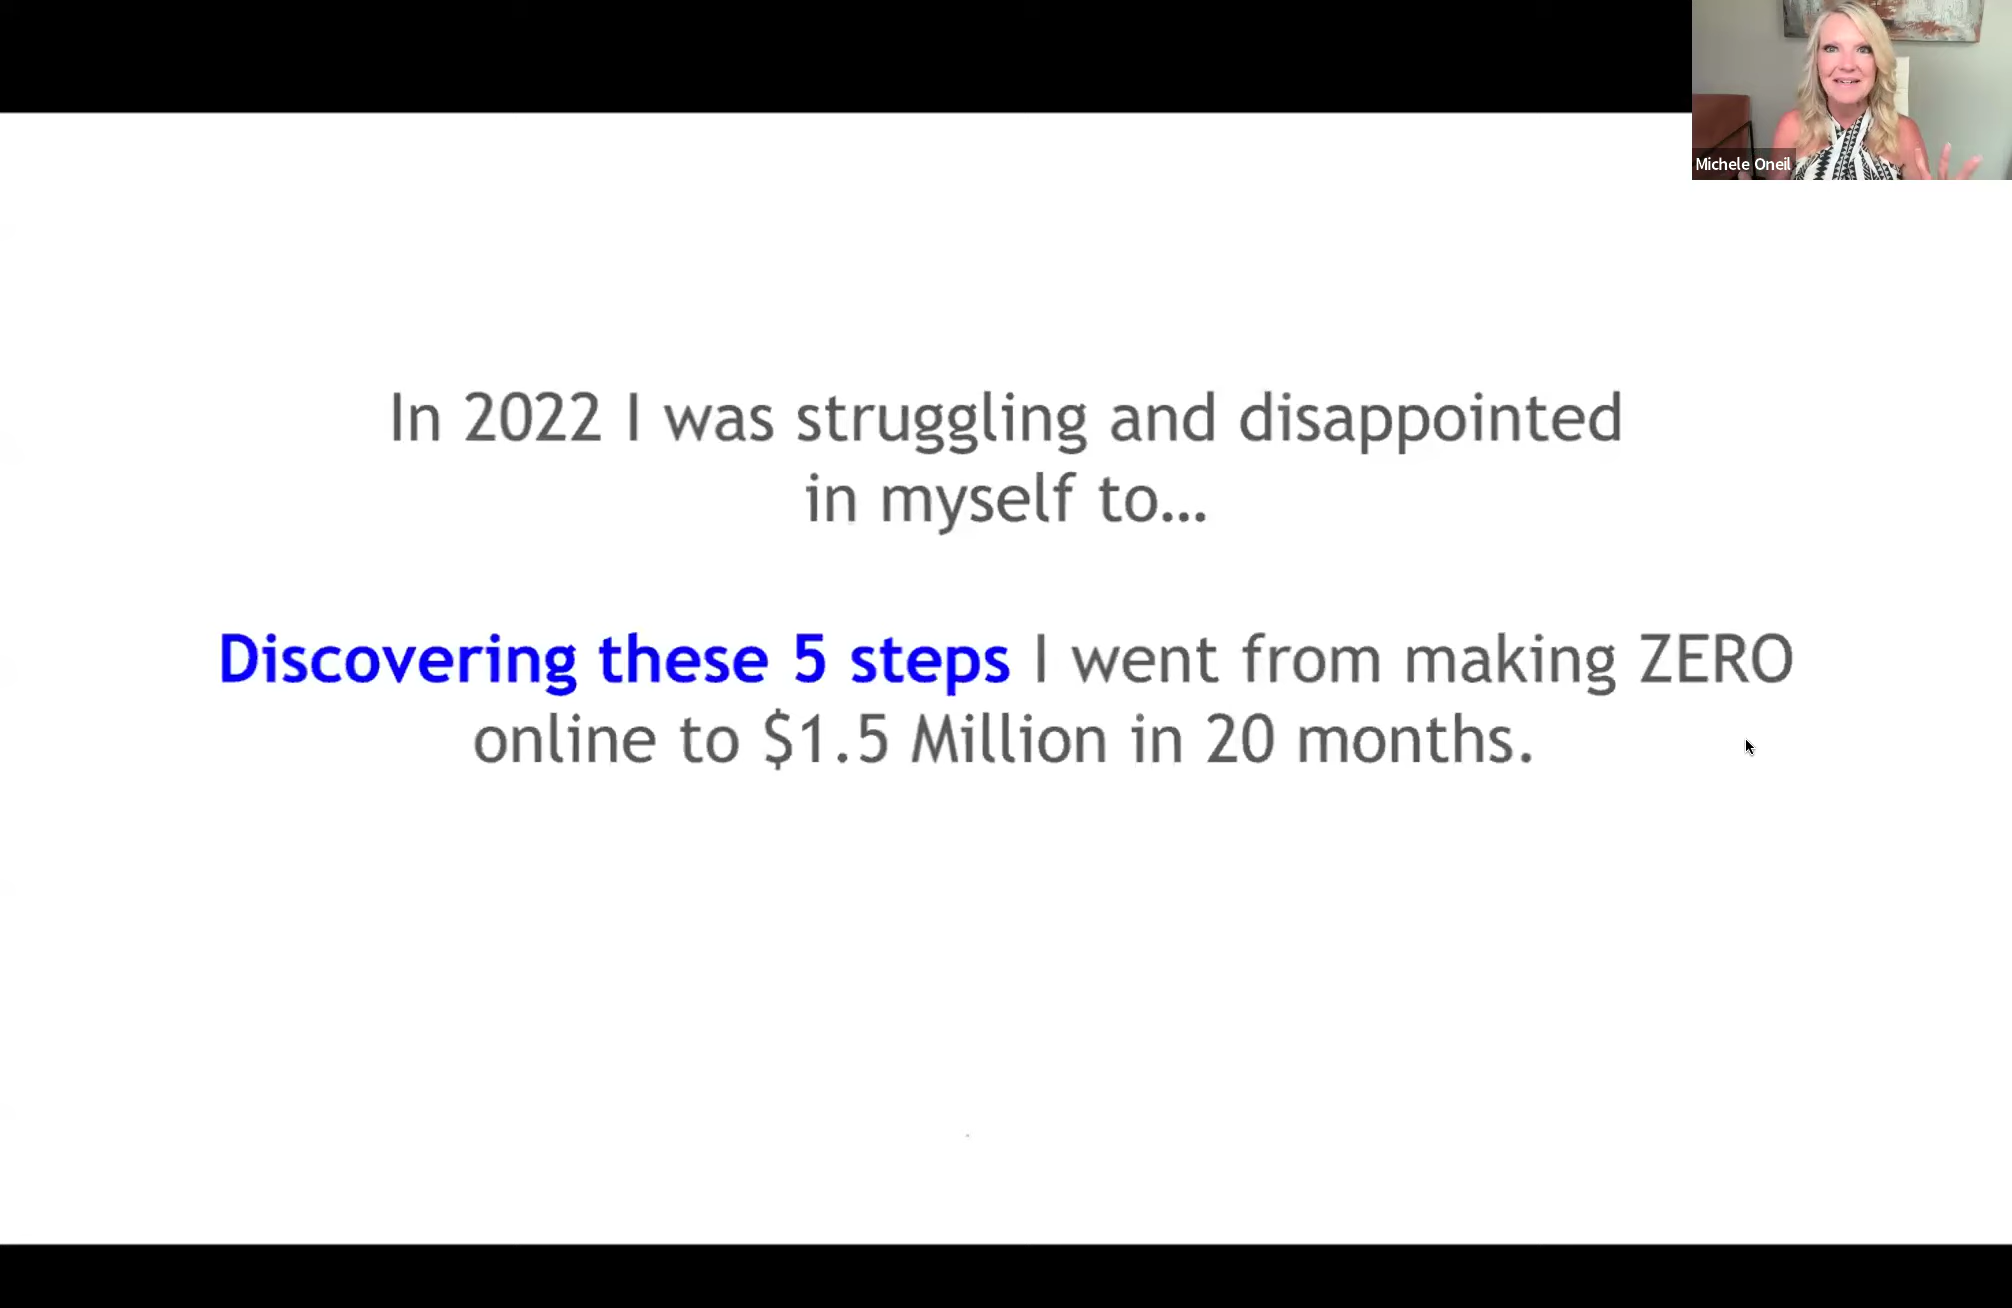 Michele Oneil
In 2022 I was struggling and disappointed
in myself to...
Discovering these 5 steps I went from making ZERO
online to $1.5 Million in 20 months.